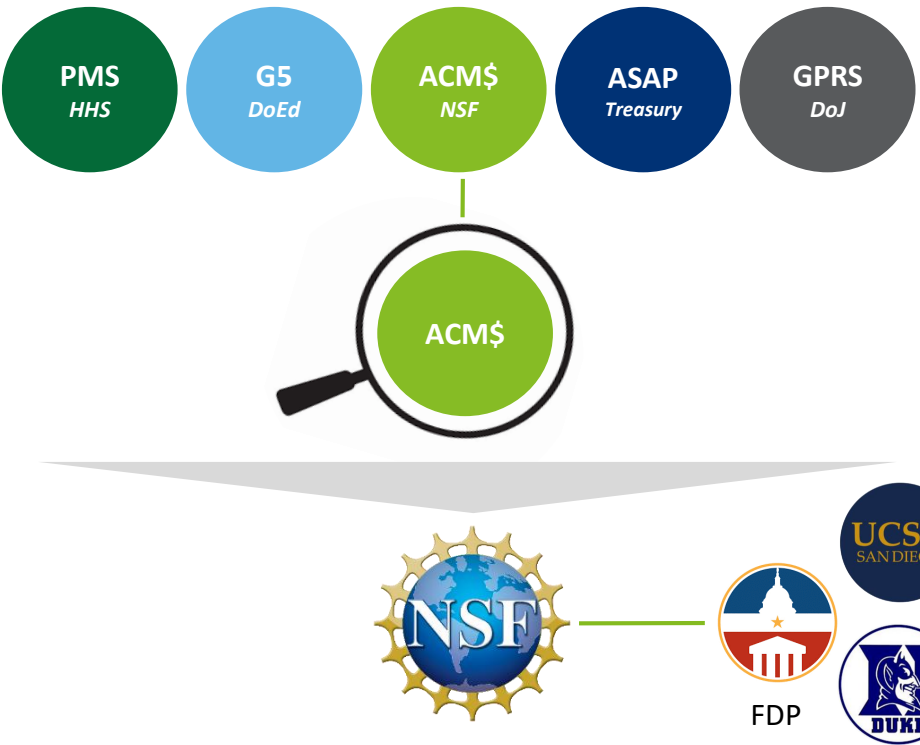 PMS
HHS
G5
DoEd
ACM$
NSF
ASAP
Treasury
GPRS
DoJ
ACM$
NSF
FDP